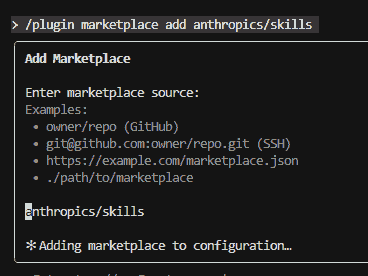 > /plugin marketplace add anthropics/skills
Add Marketplace
Enter marketplace source:
Examples:
• owner/repo (GitHub)
• git@github.com:owner/repo.git (SSH)
• https://example.com/marketplace.json
• ./path/to/marketplace
anthropics/skills
✻ Adding marketplace to configuration…